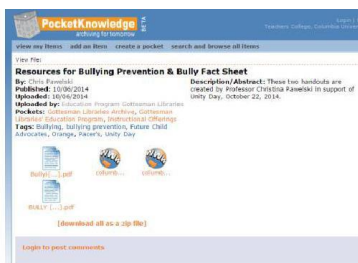 PocketKnowledge BETA
archiving for tomorrow
Login |
Teachers College, Columbia Univer
view my items add an item create a pocket search and browse all items
View File:
Resources for Bullying Prevention & Bully Fact Sheet
By: Chris Pawelski
Published: 10/06/2014
Uploaded: 10/06/2014
Uploaded by: Education Program Gottesman Libraries
Pockets: Gottesman Libraries Archive, Gottesman
Libraries' Education Program, Instructional Offerings
Tags: Bullying, bullying prevention, Future Child
Advocates, Orange, Pacer's, Unity Day
Description/Abstract: These two handouts are
created by Professor Christina Pawelski in support of
Unity Day, October 22, 2014.
Bullyi[...].pdf
columb...
columb...
BULLY [...].pdf
[download all as a zip file]
Login to post comments